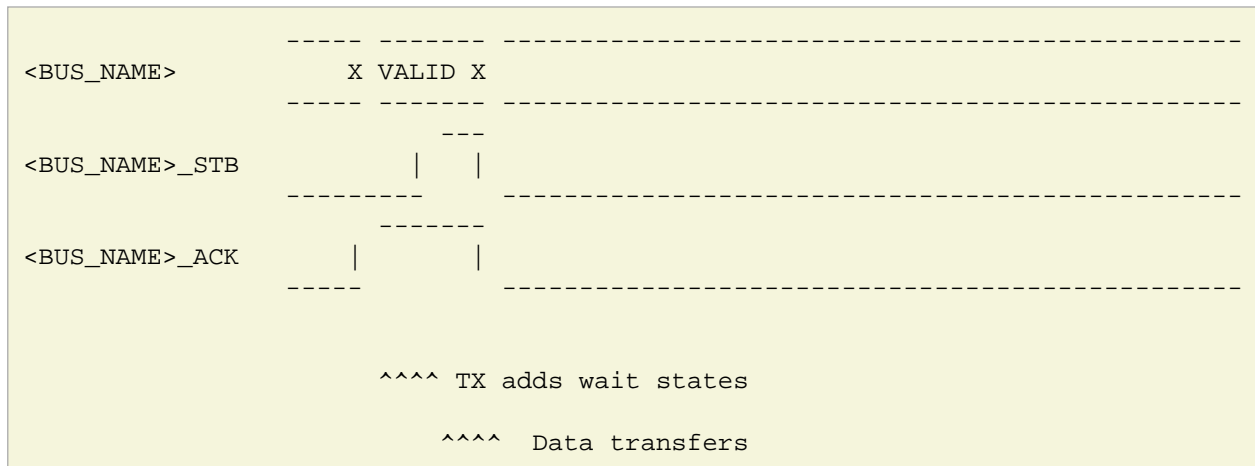 ----- ------- ------------------------------------------------
<BUS_NAME> X VALID X
----- ------- ------------------------------------------------
---
<BUS_NAME>_STB | |
--------- ------------------------------------------------
-------
<BUS_NAME>_ACK | |
----- ------------------------------------------------
^^^^ TX adds wait states
^^^^ Data transfers